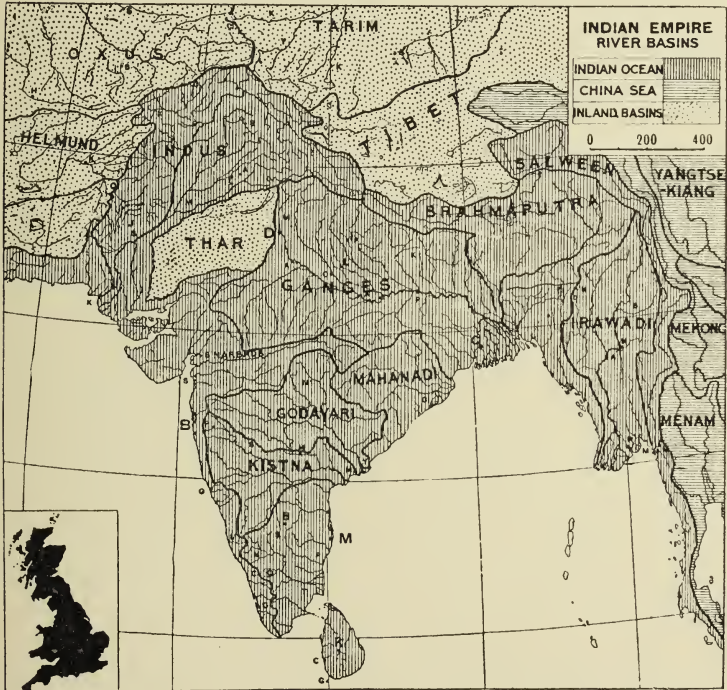 INDIAN EMPIRE
RIVER BASINS
INDIAN OCEAN
CHINA SEA
INLAND BASINS
0 200 400
OXUS
TARIM
HELMUND
INDUS
TIBET
SALWEEN
YANGTSE
-KIANG
BRAHMAPUTRA
THAR
D
GANGES
IRAWADI
MEKONG
NARBADA
MAHANADI
MENAM
GODAVARI
B
KISTNA
B
M